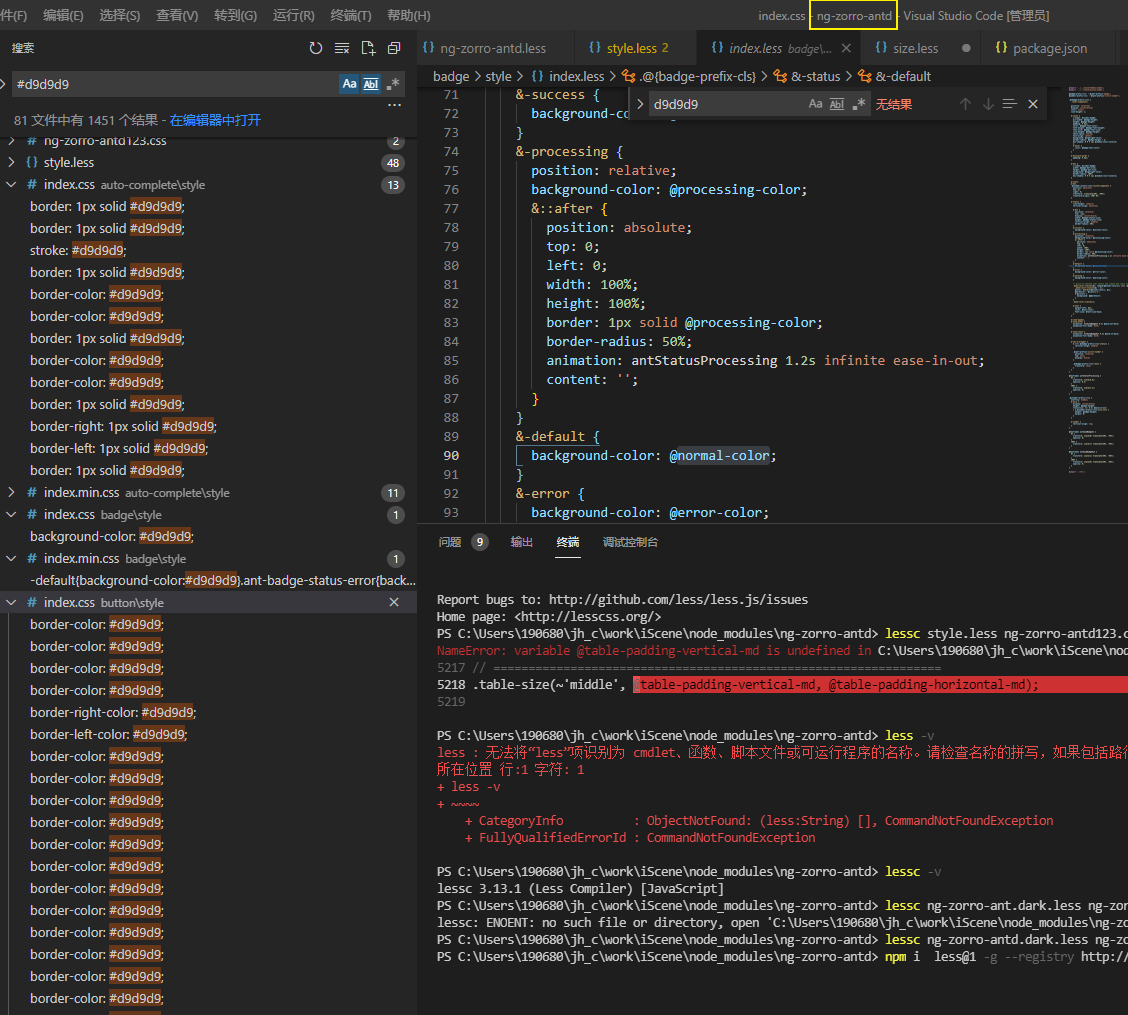 件(F) 编辑(E) 选择(S) 查看(V) 转到(G) 运行(R) 终端(T) 帮助(H) index.css - ng-zorro-antd - Visual Studio Code [管理员]
搜索
ng-zorro-antd.less style.less 2 index.less badge\... size.less package.json
badge > style > index.less > .@{badge-prefix-cls} > &-status > &-default
#d9d9d9 Aa Abl .*
81 文件中有 1451 个结果 - 在编辑器中打开
d9d9d9 Aa Abl .* 无结果
# ng-zorro-antd123.css 2
{} style.less 48
# index.css auto-complete\style 13
border: 1px solid #d9d9d9;
border: 1px solid #d9d9d9;
stroke: #d9d9d9;
border: 1px solid #d9d9d9;
border-color: #d9d9d9;
border-color: #d9d9d9;
border: 1px solid #d9d9d9;
border-color: #d9d9d9;
border-color: #d9d9d9;
border: 1px solid #d9d9d9;
border-right: 1px solid #d9d9d9;
border-left: 1px solid #d9d9d9;
border: 1px solid #d9d9d9;
# index.min.css auto-complete\style 11
# index.css badge\style 1
background-color: #d9d9d9;
# index.min.css badge\style 1
-default{background-color:#d9d9d9}.ant-badge-status-error{back...
# index.css button\style
border-color: #d9d9d9;
border-color: #d9d9d9;
border-color: #d9d9d9;
border-color: #d9d9d9;
border-right-color: #d9d9d9;
border-left-color: #d9d9d9;
border-color: #d9d9d9;
border-color: #d9d9d9;
border-color: #d9d9d9;
border-color: #d9d9d9;
border-color: #d9d9d9;
border-color: #d9d9d9;
border-color: #d9d9d9;
border-color: #d9d9d9;
border-color: #d9d9d9;
border-color: #d9d9d9;
border-color: #d9d9d9;
border-color: #d9d9d9;
71 &-success {
72 background-c
73 }
74 &-processing {
75 position: relative;
76 background-color: @processing-color;
77 &::after {
78 position: absolute;
79 top: 0;
80 left: 0;
81 width: 100%;
82 height: 100%;
83 border: 1px solid @processing-color;
84 border-radius: 50%;
85 animation: antStatusProcessing 1.2s infinite ease-in-out;
86 content: '';
87 }
88 }
89 &-default {
90 background-color: @normal-color;
91 }
92 &-error {
93 background-color: @error-color;
问题 9 输出 终端 调试控制台
Report bugs to: http://github.com/less/less.js/issues
Home page: <http://lesscss.org/>
PS C:\Users\190680\jh_c\work\iScene\node_modules\ng-zorro-antd> lessc style.less ng-zorro-antd123.c
NameError: variable @table-padding-vertical-md is undefined in C:\Users\190680\jh_c\work\iScene\nod
5217 // ================================================================
5218 .table-size(~'middle', @table-padding-vertical-md, @table-padding-horizontal-md);
5219
PS C:\Users\190680\jh_c\work\iScene\node_modules\ng-zorro-antd> less -v
less : 无法将“less”项识别为 cmdlet、函数、脚本文件或可运行程序的名称。请检查名称的拼写，如果包括路径
所在位置 行:1 字符: 1
+ less -v
+ ~~~~
+ CategoryInfo : ObjectNotFound: (less:String) [], CommandNotFoundException
+ FullyQualifiedErrorId : CommandNotFoundException
PS C:\Users\190680\jh_c\work\iScene\node_modules\ng-zorro-antd> lessc -v
lessc 3.13.1 (Less Compiler) [JavaScript]
PS C:\Users\190680\jh_c\work\iScene\node_modules\ng-zorro-antd> lessc ng-zorro-ant.dark.less ng-zor
lessc: ENOENT: no such file or directory, open 'C:\Users\190680\jh_c\work\iScene\node_modules\ng-zo
PS C:\Users\190680\jh_c\work\iScene\node_modules\ng-zorro-antd> lessc ng-zorro-antd.dark.less ng-zo
PS C:\Users\190680\jh_c\work\iScene\node_modules\ng-zorro-antd> npm i less@1 -g --registry http://